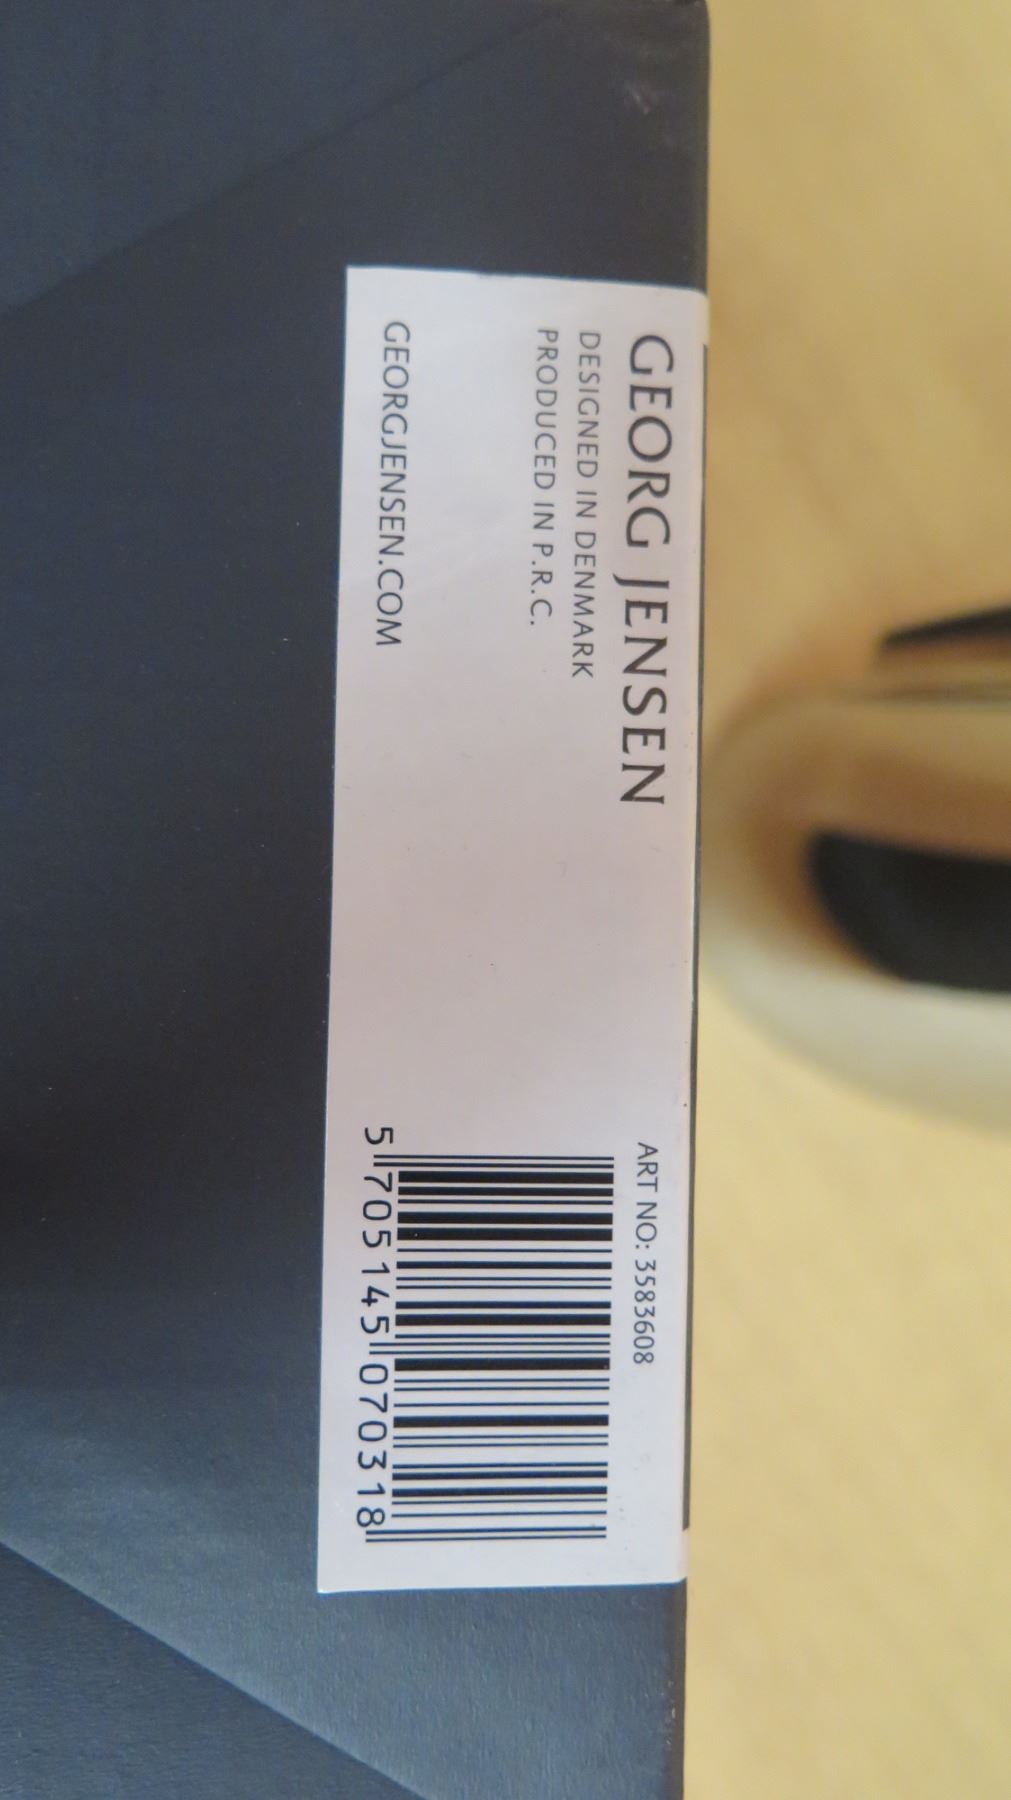 GEORG JENSEN
DESIGNED IN DENMARK
PRODUCED IN P.R.C.
GEORGJENSEN.COM
ART NO: 3583608
5 705145 070318